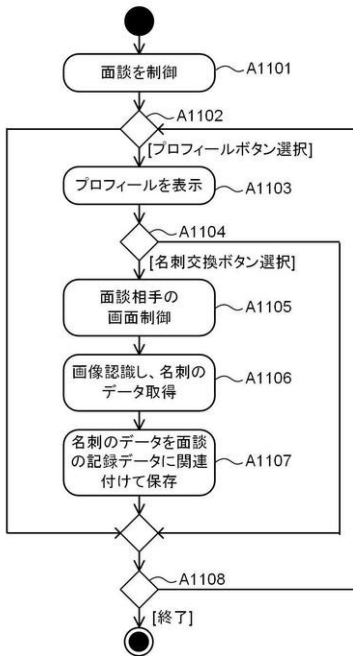 面談を制御
A1101
A1102
[プロフィールボタン選択]
プロフィールを表示
A1103
A1104
[名刺交換ボタン選択]
面談相手の
画面制御
A1105
画像認識し、名刺の
データ取得
A1106
名刺のデータを面談
の記録データに関連
付けて保存
A1107
A1108
[終了]